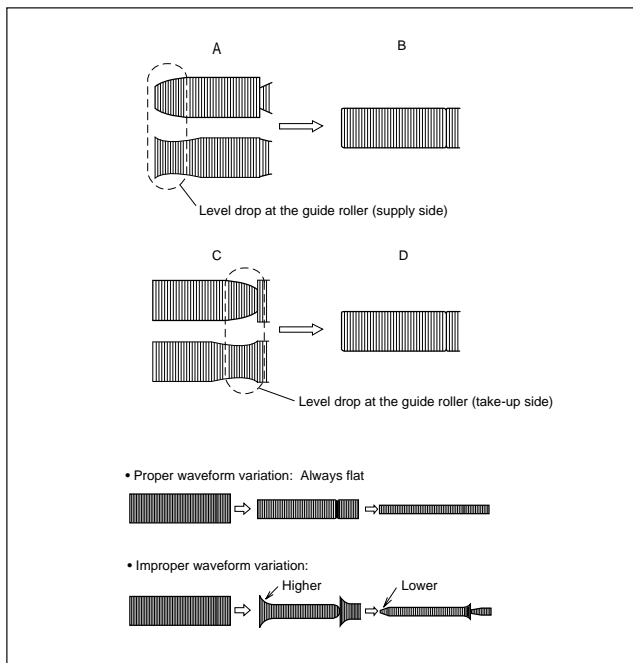 A B
Level drop at the guide roller (supply side)
C D
Level drop at the guide roller (take-up side)
• Proper waveform variation: Always flat
• Improper waveform variation:
Higher Lower